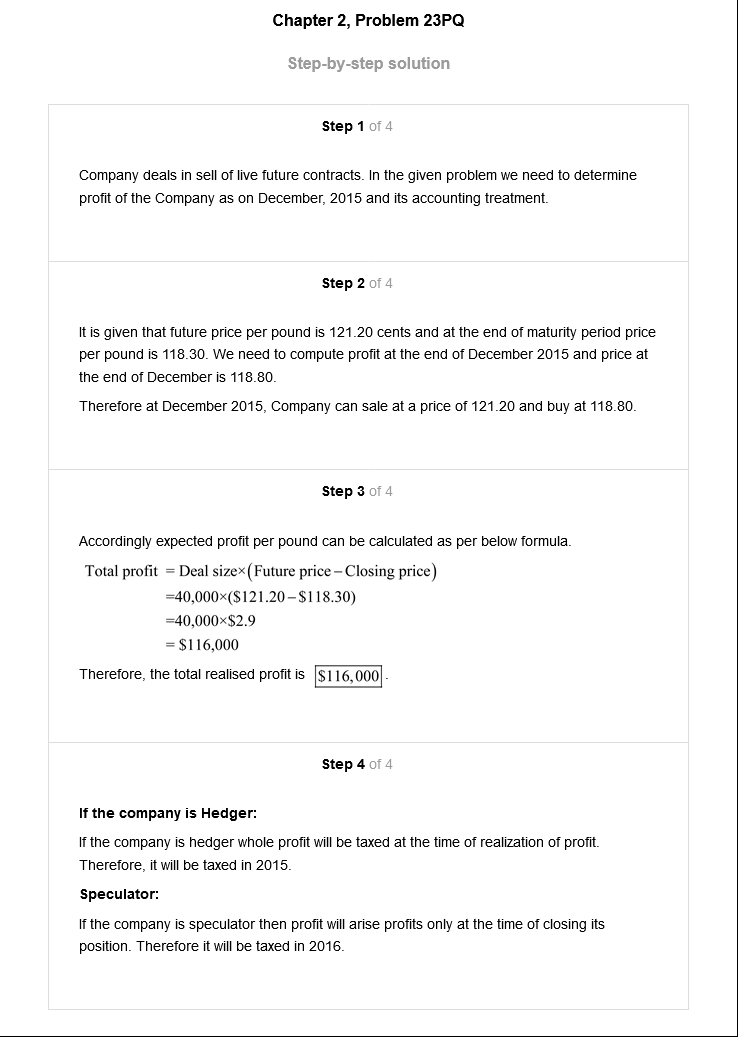 Chapter 2, Problem 23PQ
Step-by-step solution
Step 1 of 4
Company deals in sell of live future contracts. In the given problem we need to determine
profit of the Company as on December, 2015 and its accounting treatment.
Step 2 of 4
It is given that future price per pound is 121.20 cents and at the end of maturity period price
per pound is 118.30. We need to compute profit at the end of December 2015 and price at
the end of December is 118.80.
Therefore at December 2015, Company can sale at a price of 121.20 and buy at 118.80.
Step 3 of 4
Accordingly expected profit per pound can be calculated as per below formula.
Total profit = Deal size×(Future price – Closing price)
=40,000×($121.20 – $118.30)
=40,000×$2.9
= $116,000
Therefore, the total realised profit is $116,000.
Step 4 of 4
If the company is Hedger:
If the company is hedger whole profit will be taxed at the time of realization of profit.
Therefore, it will be taxed in 2015.
Speculator:
If the company is speculator then profit will arise profits only at the time of closing its
position. Therefore it will be taxed in 2016.